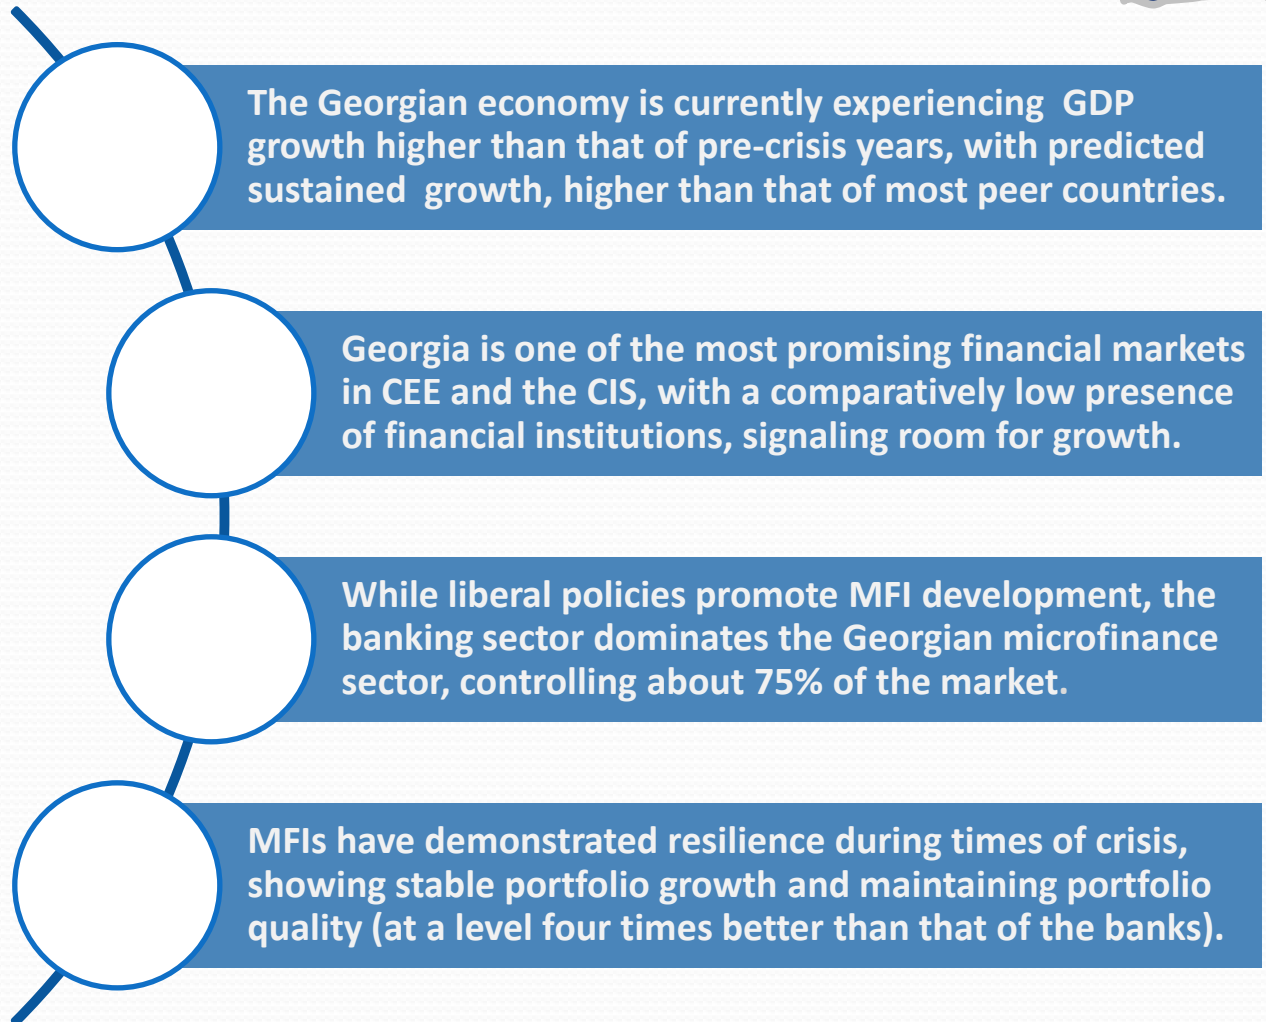 The Georgian economy is currently experiencing  GDP
growth higher than that of pre-crisis years, with predicted
sustained  growth, higher than that of most peer countries.
Georgia is one of the most promising financial markets
in CEE and the CIS, with a comparatively low presence
of financial institutions, signaling room for growth.
While liberal policies promote MFI development, the
banking sector dominates the Georgian microfinance
sector, controlling about 75% of the market.
MFIs have demonstrated resilience during times of crisis,
showing stable portfolio growth and maintaining portfolio
quality (at a level four times better than that of the banks).